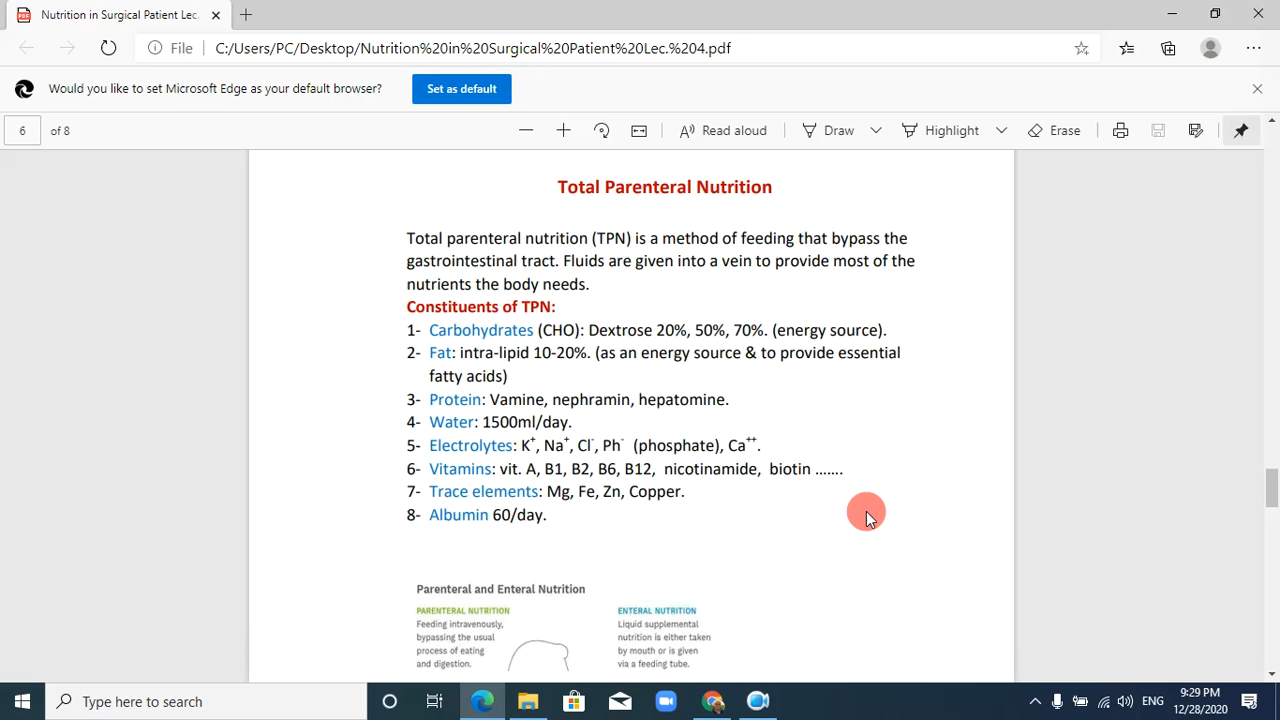 Nutrition in Surgical Patient Lec.
File
C:/Users/PC/Desktop/Nutrition%20in%20Surgical%20Patient%20Lec.%204.pdf
Would you like to set Microsoft Edge as your default browser?
Set as default
6 of 8
Read aloud
Draw
Highlight
Erase
Total Parenteral Nutrition
Total parenteral nutrition (TPN) is a method of feeding that bypass the
gastrointestinal tract. Fluids are given into a vein to provide most of the
nutrients the body needs.
Constituents of TPN:
1- Carbohydrates (CHO): Dextrose 20%, 50%, 70%. (energy source).
2- Fat: intra-lipid 10-20%. (as an energy source & to provide essential
fatty acids)
3- Protein: Vamine, nephramin, hepatomine.
4- Water: 1500ml/day.
5- Electrolytes: K⁺, Na⁺, Cl⁻, Ph⁻ (phosphate), Ca⁺⁺.
6- Vitamins: vit. A, B1, B2, B6, B12, nicotinamide, biotin …….
7- Trace elements: Mg, Fe, Zn, Copper.
8- Albumin 60/day.
Parenteral and Enteral Nutrition
PARENTERAL NUTRITION
Feeding intravenously,
bypassing the usual
process of eating
and digestion.
ENTERAL NUTRITION
Liquid supplemental
nutrition is either taken
by mouth or is given
via a feeding tube.
Type here to search
ENG
9:29 PM
12/28/2020